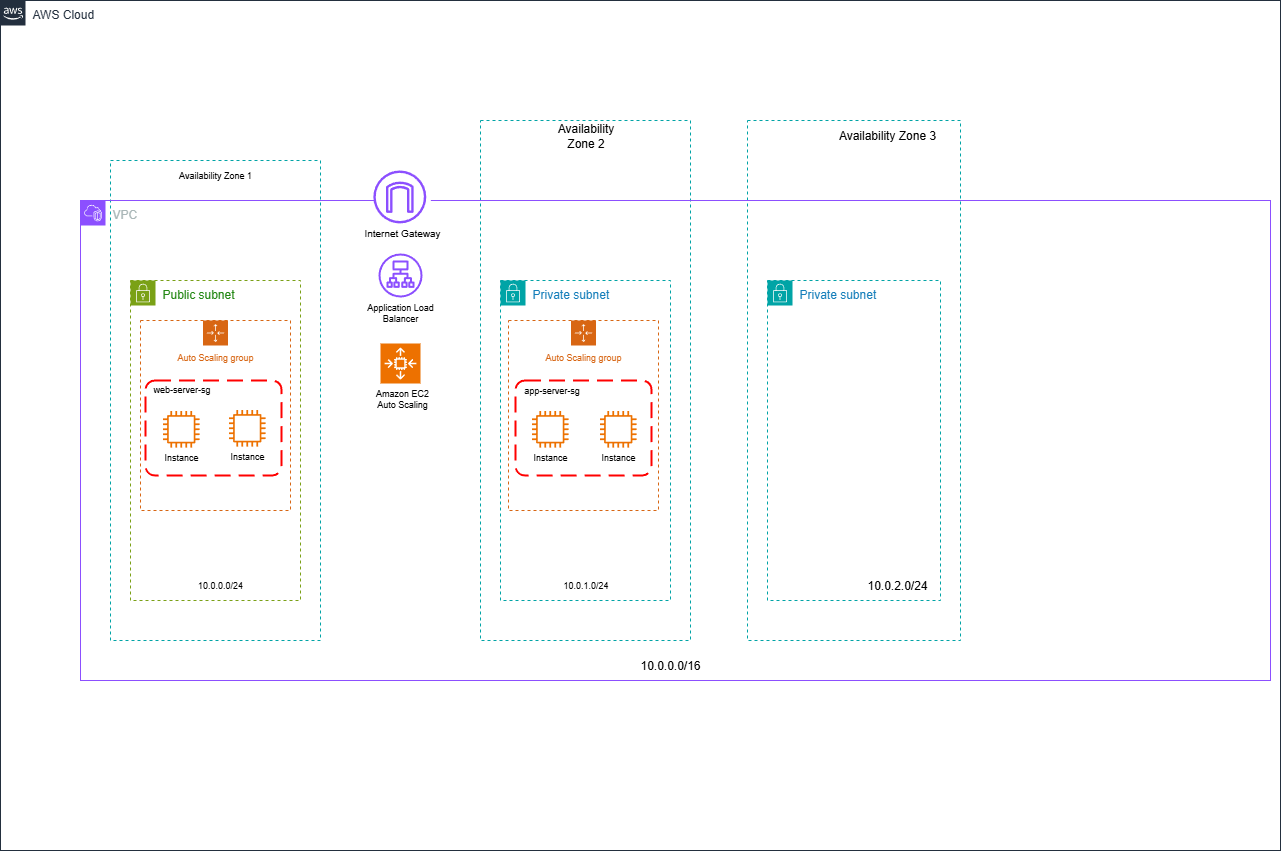 aws
AWS Cloud
Availability
Zone 2
Availability Zone 3
Availability Zone 1
VPC
Internet Gateway
Application Load
Balancer
Amazon EC2
Auto Scaling
Public subnet
Auto Scaling group
web-server-sg
Instance
Instance
10.0.0.0/24
Private subnet
Auto Scaling group
app-server-sg
Instance
Instance
10.0.1.0/24
Private subnet
10.0.2.0/24
10.0.0.0/16